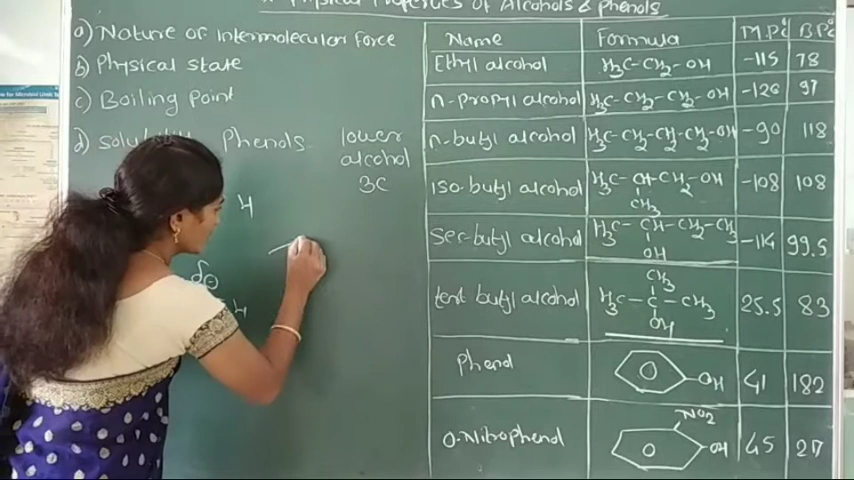 Physical Properties of Alcohols & Phenols
a) Nature of Intermolecular Force
b) Physical state
c) Boiling Point
d) solubility Phenols lower
alcohol
3C
H
δ⊖
H
Name Formula M.P°C B.P°C
Ethyl alcohol H₃C-CH₂-OH -115 78
n-propyl alcohol H₃C-CH₂-CH₂-OH -126 97
n-butyl alcohol H₃C-CH₂-CH₂-CH₂-OH -90 118
iso-butyl alcohol H₃C-CH-CH₂-OH -108 108
CH₃
sec-butyl alcohol H₃C-CH-CH₂-CH₃ -114 99.5
OH
CH₃
tert butyl alcohol H₃C-C-CH₃ 25.5 83
OH
Phenol OH 41 182
NO₂
O-Nitrophenol OH 45 217